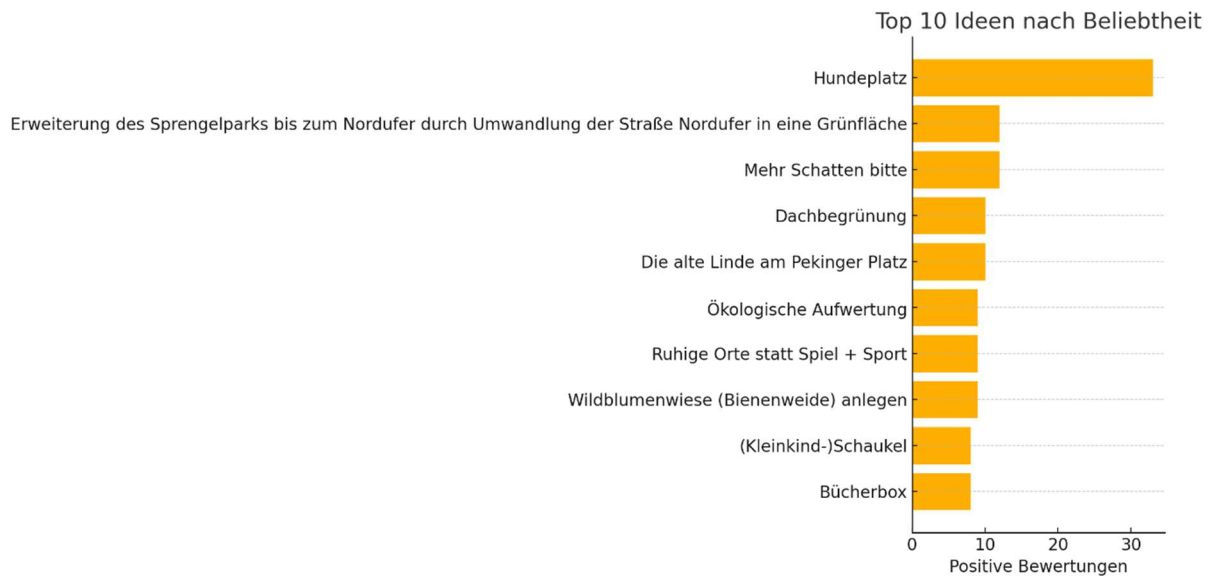 Top 10 Ideen nach Beliebtheit
Hundeplatz
Erweiterung des Sprengelparks bis zum Nordufer durch Umwandlung der Straße Nordufer in eine Grünfläche
Mehr Schatten bitte
Dachbegrünung
Die alte Linde am Pekinger Platz
Ökologische Aufwertung
Ruhige Orte statt Spiel + Sport
Wildblumenwiese (Bienenweide) anlegen
(Kleinkind-)Schaukel
Bücherbox
0 10 20 30
Positive Bewertungen